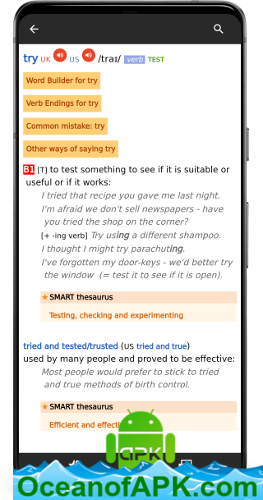 try UK US /traɪ/ verb TEST
Word Builder for try
Verb Endings for try
Common mistake: try
Other ways of saying try
B1 [T] to test something to see if it is suitable or
useful or if it works:
I tried that recipe you gave me last night.
I'm afraid we don't sell newspapers - have
you tried the shop on the corner?
[+ -ing verb] Try using a different shampoo.
I thought I might try parachuting.
I've forgotten my door-keys - we'd better try
the window (= test it to see if it is open).
★SMART thesaurus
Testing, checking and experimenting
tried and tested/trusted (US tried and true)
used by many people and proved to be effective:
Most people would prefer to stick to tried
and true methods of birth control.
★SMART thesaurus
Efficient and
apk
OceanofAPK.com